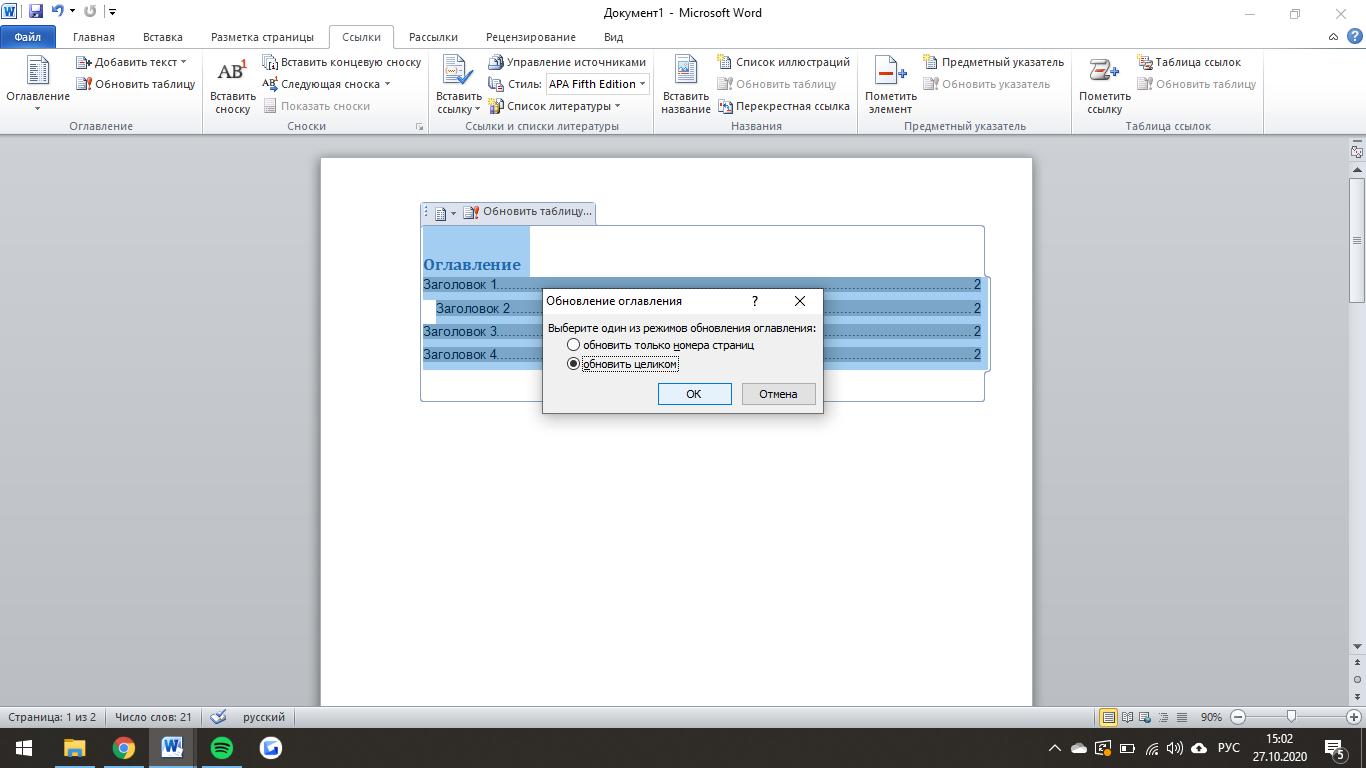 Документ1 - Microsoft Word
Файл Главная Вставка Разметка страницы Ссылки Рассылки Рецензирование Вид
Оглавление
Добавить текст
Обновить таблицу
Оглавление
AB1
Вставить сноску
Вставить концевую сноску
Следующая сноска
Показать сноски
Сноски
Вставить ссылку
Управление источниками
Стиль: APA Fifth Edition
Список литературы
Ссылки и списки литературы
Вставить название
Список иллюстраций
Обновить таблицу
Перекрестная ссылка
Названия
Пометить элемент
Предметный указатель
Обновить указатель
Предметный указатель
Пометить ссылку
Таблица ссылок
Обновить таблицу
Таблица ссылок
Обновить таблицу...
Оглавление
Заголовок 1 2
Заголовок 2 2
Заголовок 3 2
Заголовок 4 2
Обновление оглавления ?
Выберите один из режимов обновления оглавления:
обновить только номера страниц
обновить целиком
ОК Отмена
Страница: 1 из 2 Число слов: 21 русский 90%
РУС 15:02
27.10.2020
5